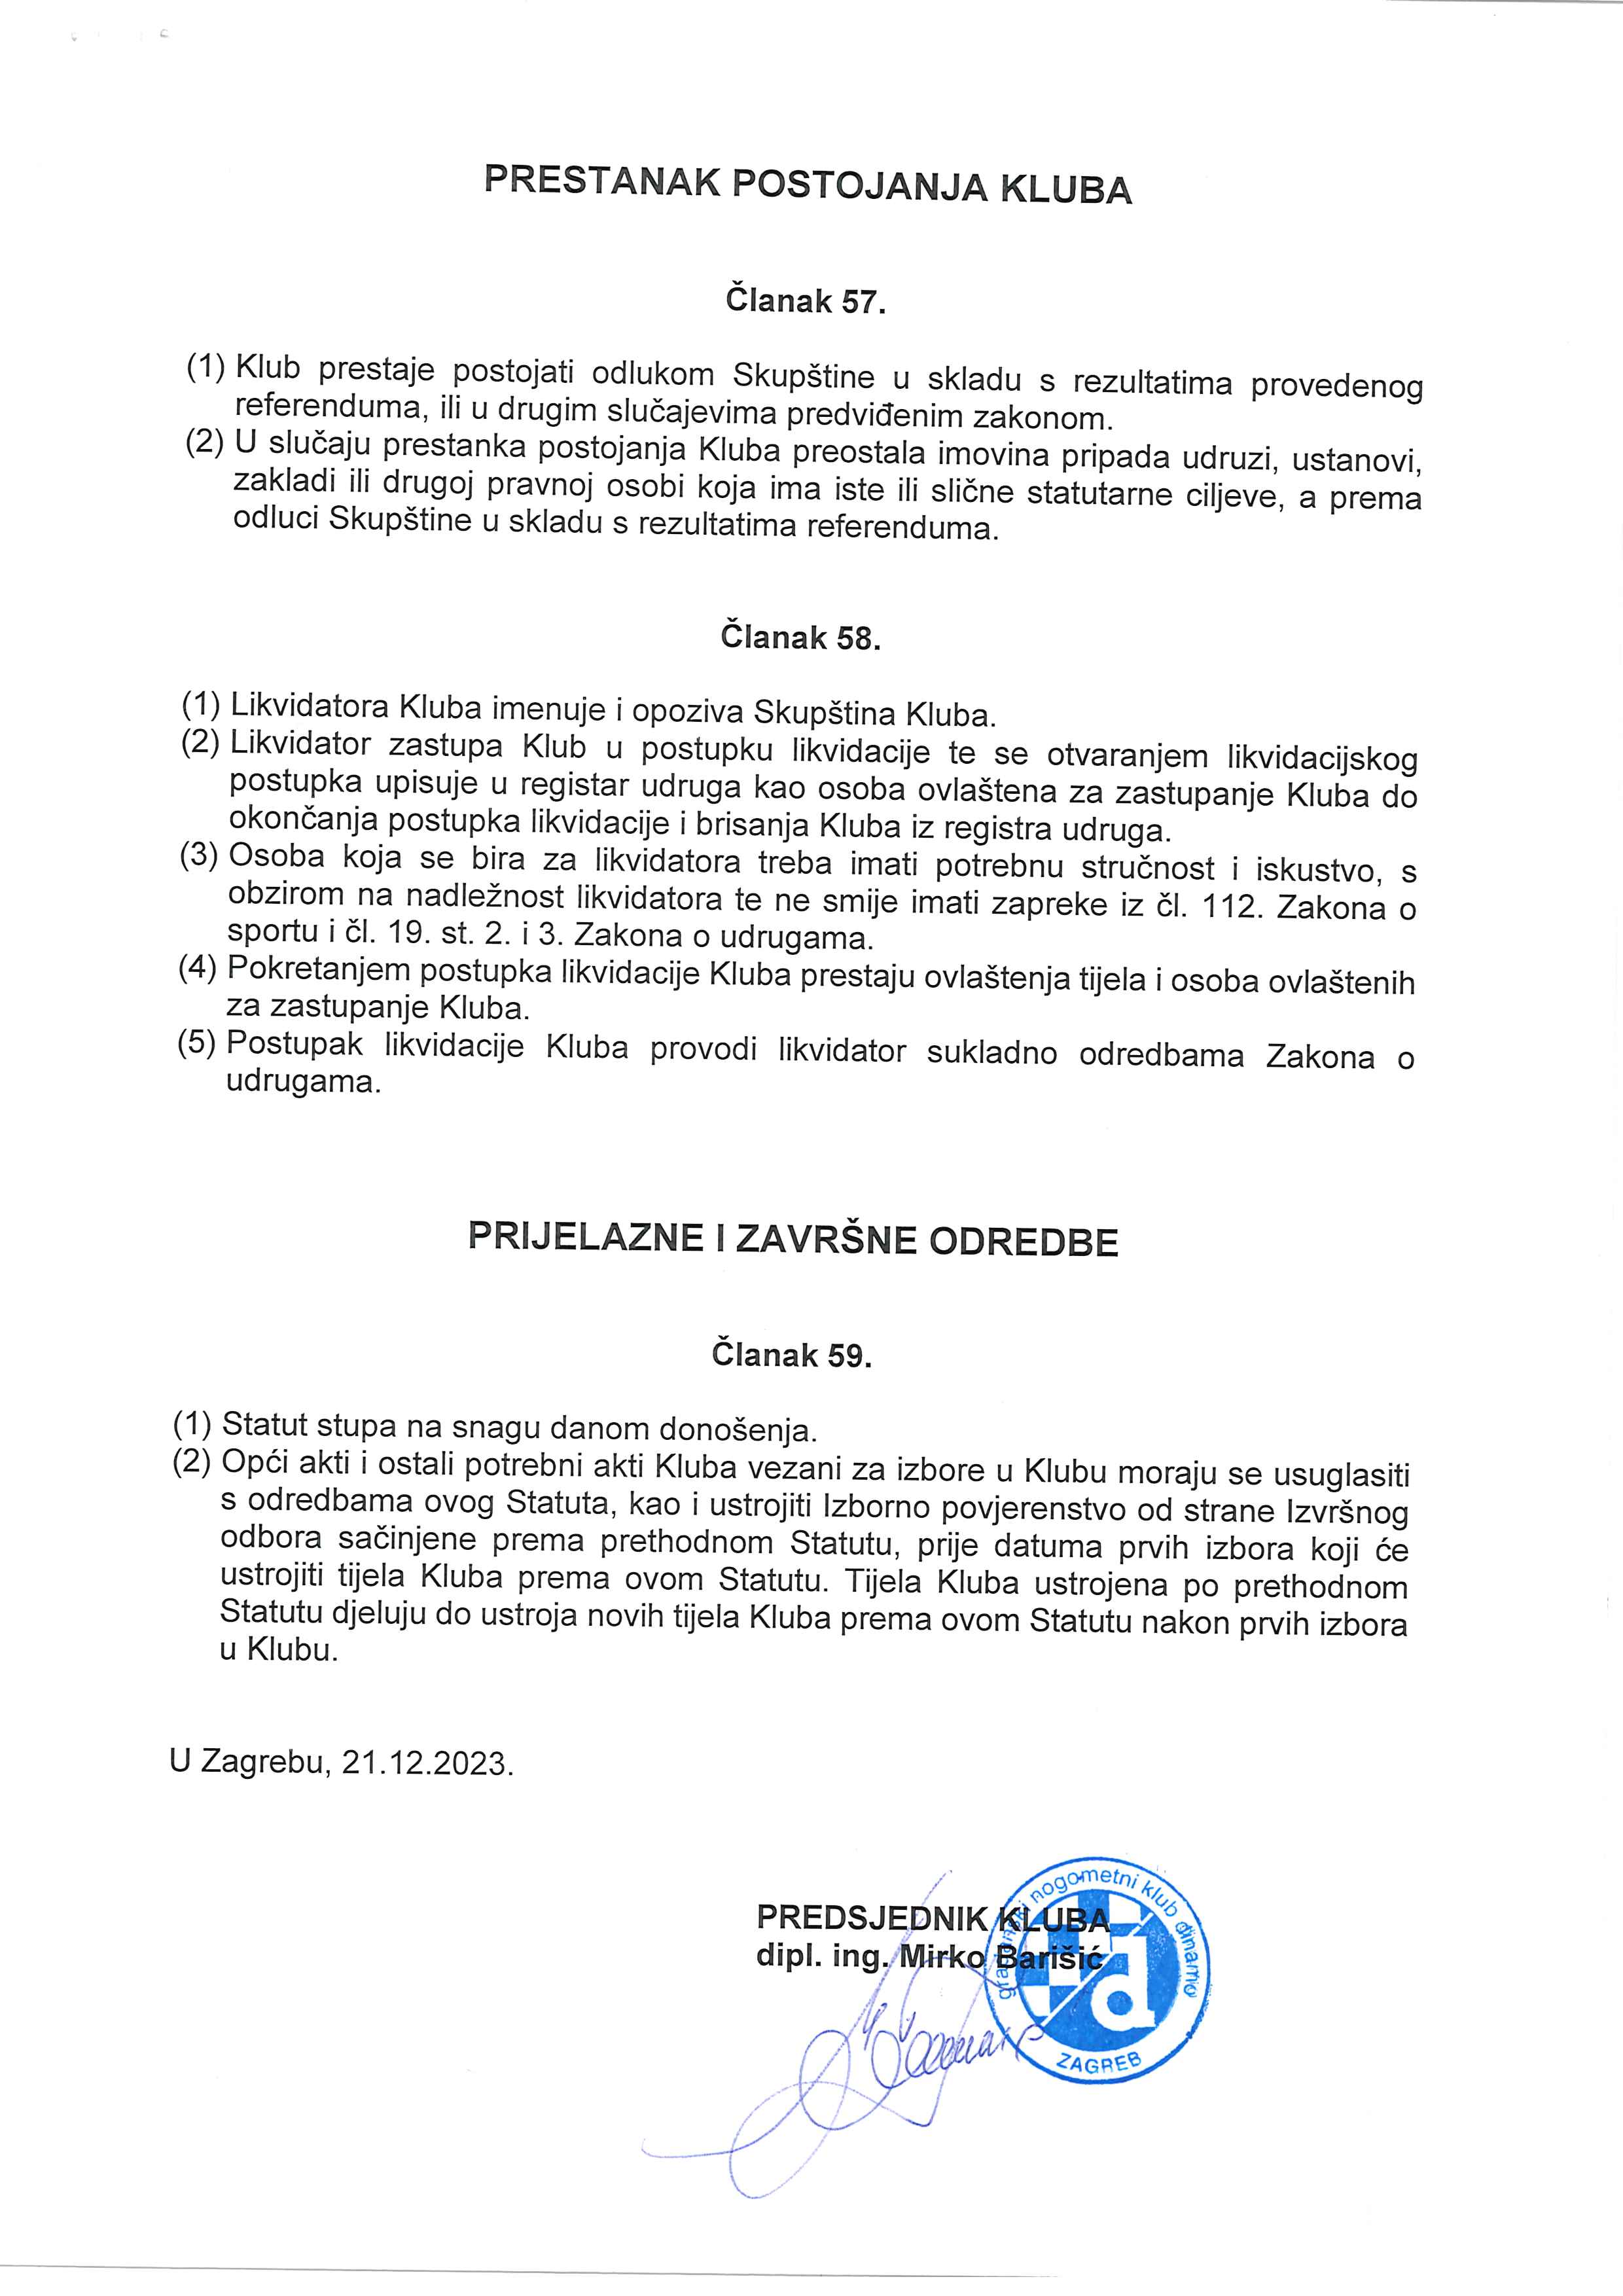 PRESTANAK POSTOJANJA KLUBA
Članak 57.
(1) Klub prestaje postojati odlukom Skupštine u skladu s rezultatima provedenog
referenduma, ili u drugim slučajevima predviđenim zakonom.
(2) U slučaju prestanka postojanja Kluba preostala imovina pripada udruzi, ustanovi,
zakladi ili drugoj pravnoj osobi koja ima iste ili slične statutarne ciljeve, a prema
odluci Skupštine u skladu s rezultatima referenduma.
Članak 58.
(1) Likvidatora Kluba imenuje i opoziva Skupština Kluba.
(2) Likvidator zastupa Klub u postupku likvidacije te se otvaranjem likvidacijskog
postupka upisuje u registar udruga kao osoba ovlaštena za zastupanje Kluba do
okončanja postupka likvidacije i brisanja Kluba iz registra udruga.
(3) Osoba koja se bira za likvidatora treba imati potrebnu stručnost i iskustvo, s
obzirom na nadležnost likvidatora te ne smije imati zapreke iz čl. 112. Zakona o
sportu i čl. 19. st. 2. i 3. Zakona o udrugama.
(4) Pokretanjem postupka likvidacije Kluba prestaju ovlaštenja tijela i osoba ovlaštenih
za zastupanje Kluba.
(5) Postupak likvidacije Kluba provodi likvidator sukladno odredbama Zakona o
udrugama.
PRIJELAZNE I ZAVRŠNE ODREDBE
Članak 59.
(1) Statut stupa na snagu danom donošenja.
(2) Opći akti i ostali potrebni akti Kluba vezani za izbore u Klubu moraju se usuglasiti
s odredbama ovog Statuta, kao i ustrojiti Izborno povjerenstvo od strane Izvršnog
odbora sačinjene prema prethodnom Statutu, prije datuma prvih izbora koji će
ustrojiti tijela Kluba prema ovom Statutu. Tijela Kluba ustrojena po prethodnom
Statutu djeluju do ustroja novih tijela Kluba prema ovom Statutu nakon prvih izbora
u Klubu.
U Zagrebu, 21.12.2023.
PREDSJEDNIK KLUBA
dipl. ing. Mirko Barišić
građanski nogometni klub dinamo
d
ZAGREB